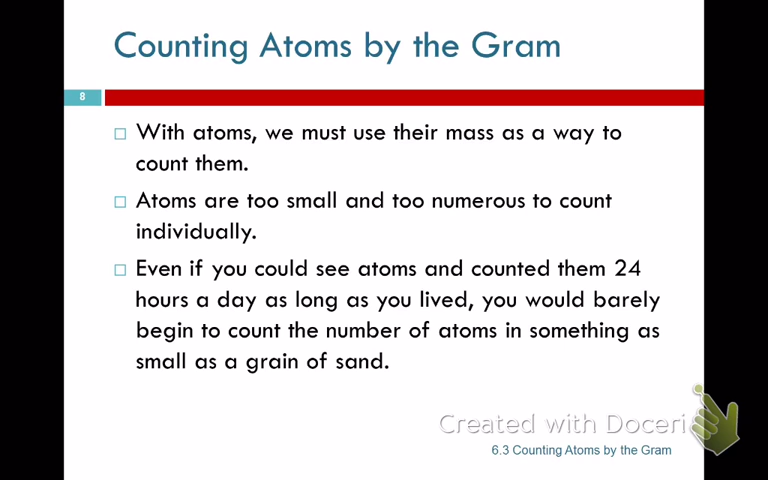 Counting Atoms by the Gram
8
With atoms, we must use their mass as a way to
count them.
Atoms are too small and too numerous to count
individually.
Even if you could see atoms and counted them 24
hours a day as long as you lived, you would barely
begin to count the number of atoms in something as
small as a grain of sand.
Created with Doceri
6.3 Counting Atoms by the Gram